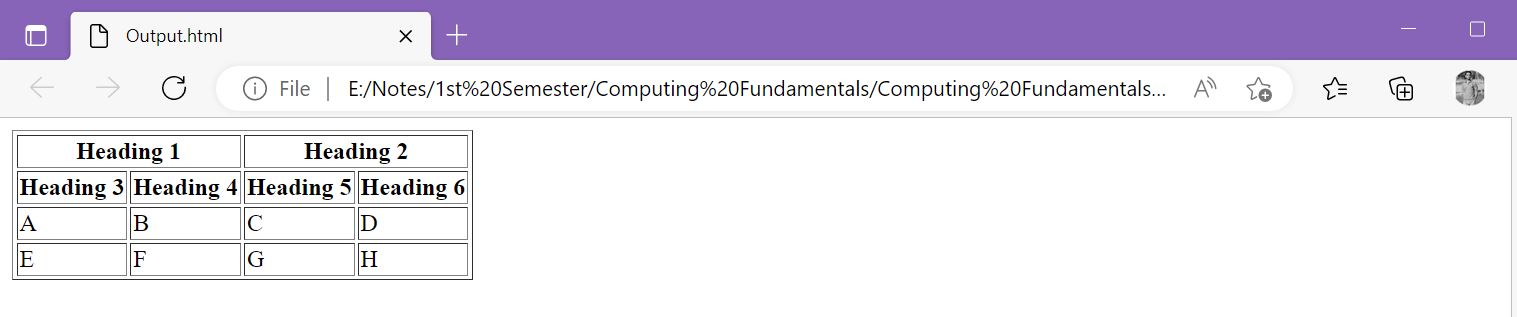 Output.html
File | E:/Notes/1st%20Semester/Computing%20Fundamentals/Computing%20Fundamentals...
Heading 1 Heading 2
Heading 3 Heading 4 Heading 5 Heading 6
A B C D
E F G H